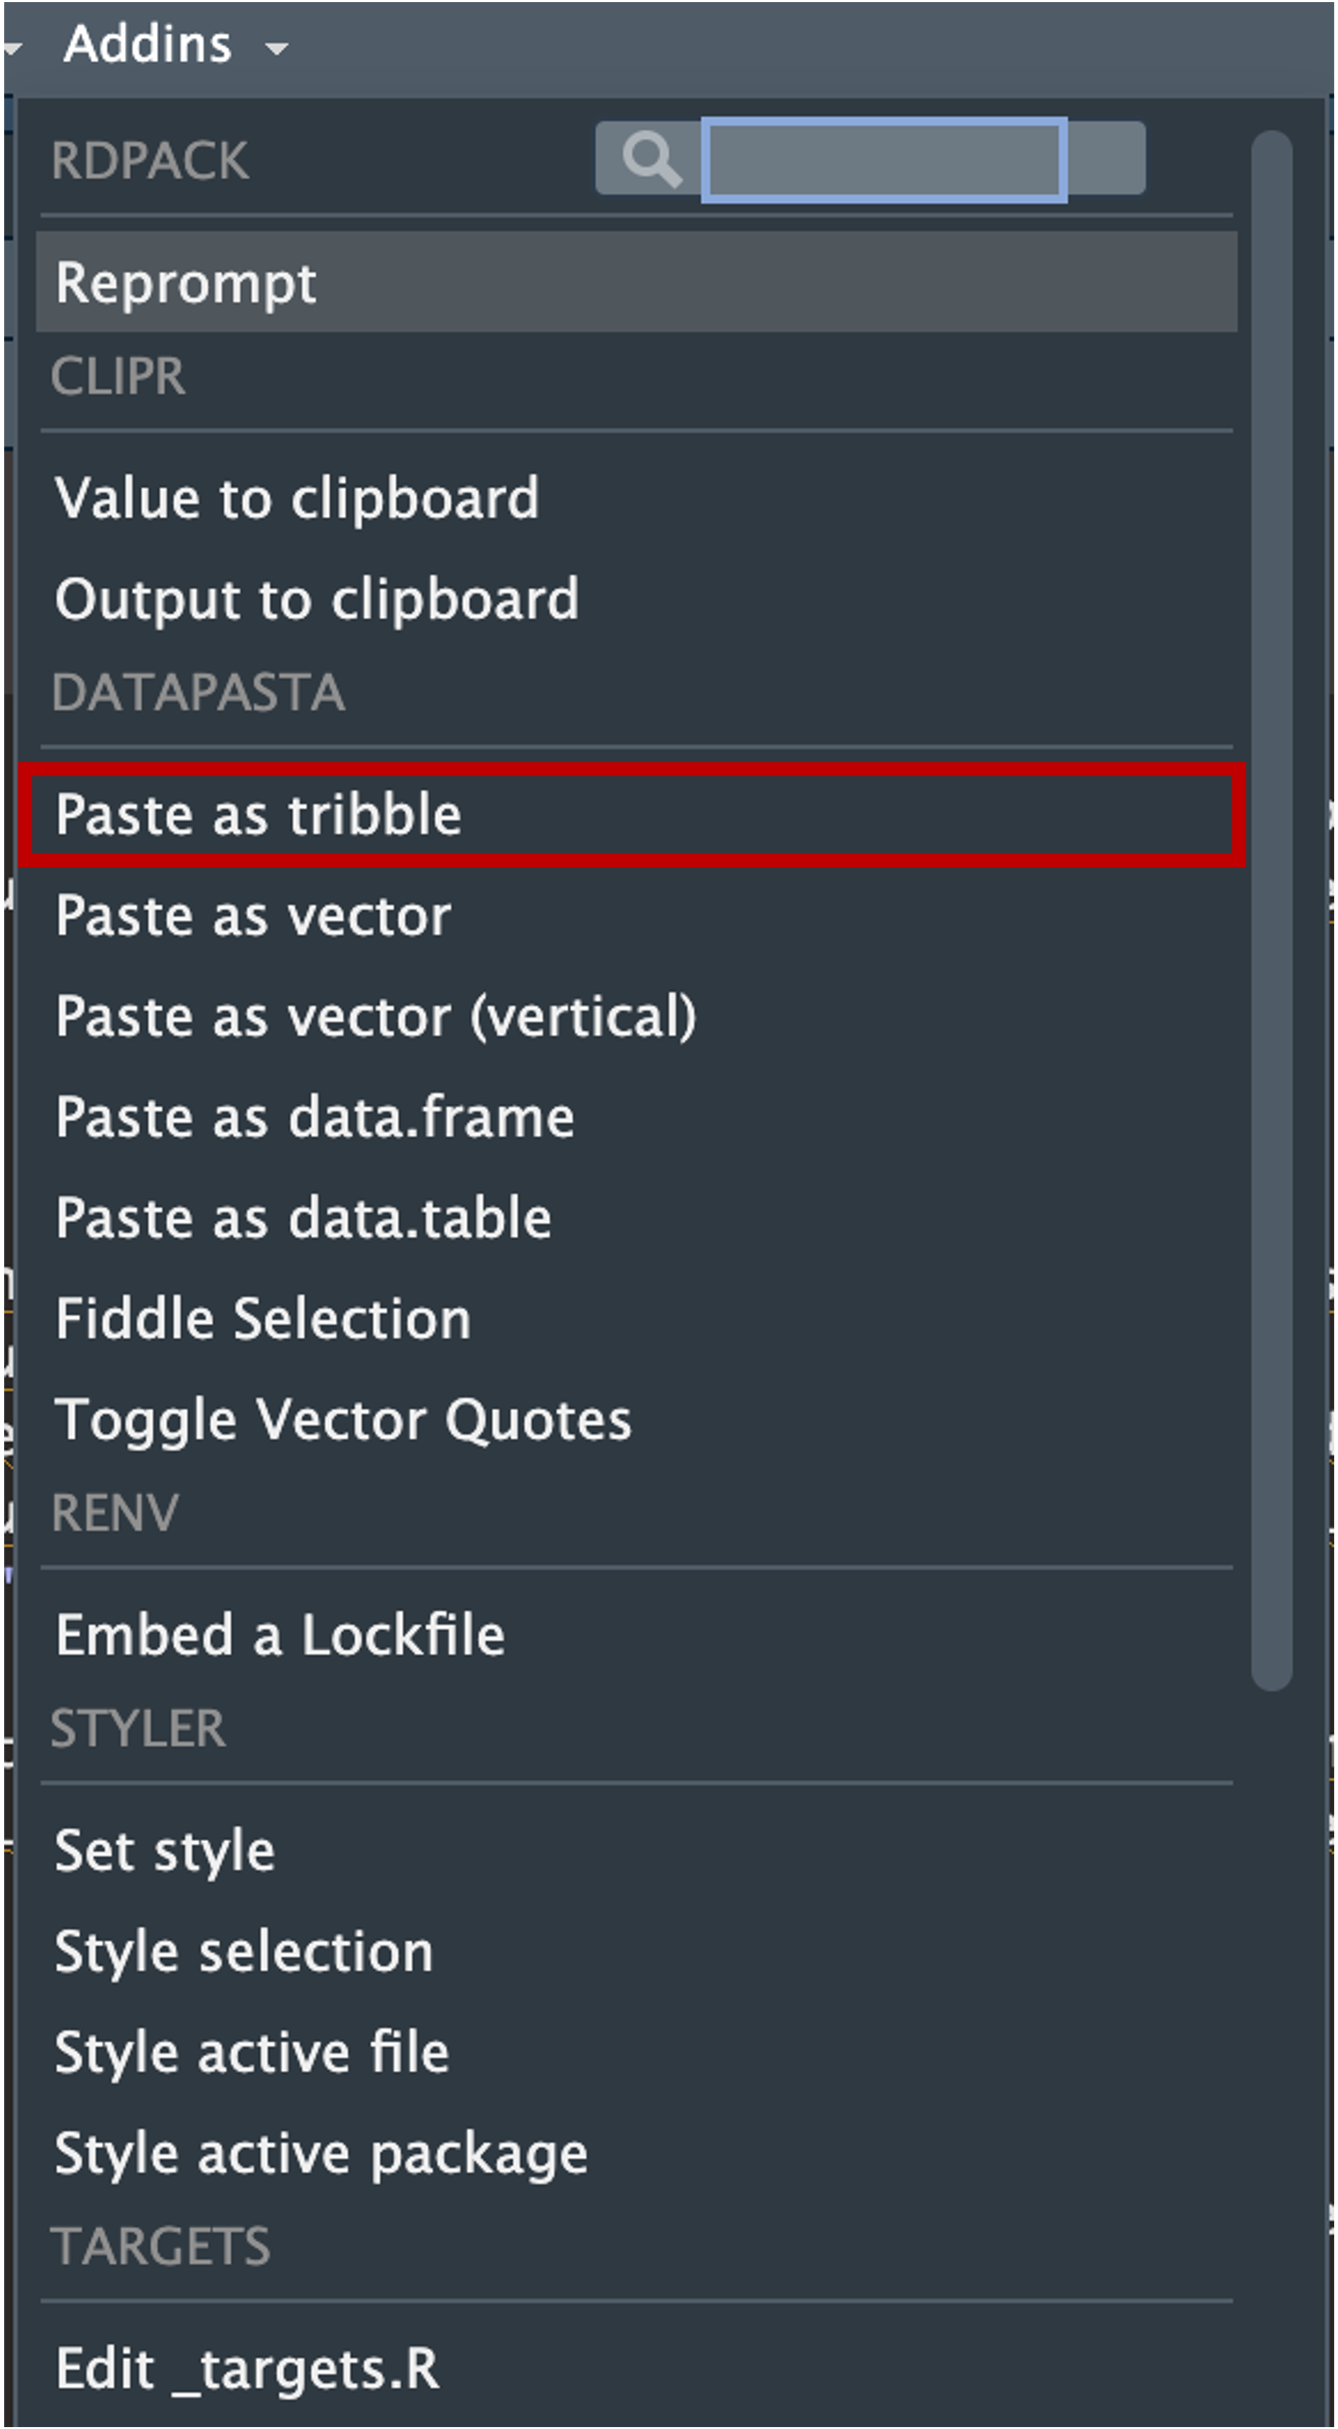 Addins
RDPACK
Reprompt
CLIPR
Value to clipboard
Output to clipboard
DATAPASTA
Paste as tribble
Paste as vector
Paste as vector (vertical)
Paste as data.frame
Paste as data.table
Fiddle Selection
Toggle Vector Quotes
RENV
Embed a Lockfile
STYLER
Set style
Style selection
Style active file
Style active package
TARGETS
Edit _targets.R